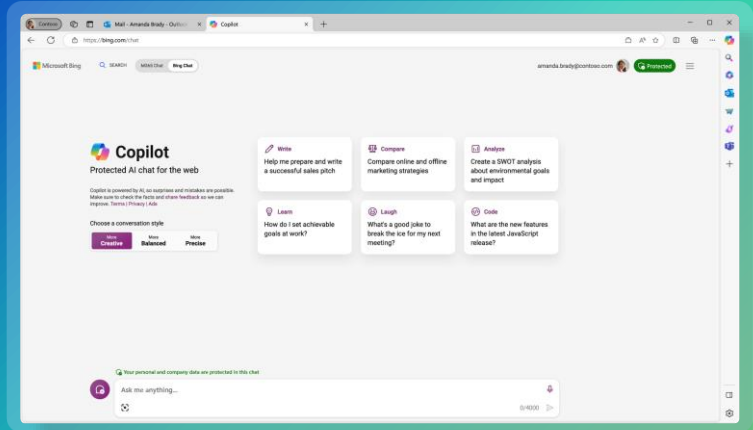 Contoso
Mail - Amanda Brady - Outlook
Copilot
https://bing.com/chat
Microsoft Bing
SEARCH
Bing Chat
amanda.brady@contoso.com
Protected
Copilot
Protected AI chat for the web
Copilot is powered by AI, so surprises and mistakes are possible.
Make sure to check the facts and share feedback so we can
improve. Terms | Privacy | Ads
Choose a conversation style
More
Creative
More
Balanced
More
Precise
Write
Help me prepare and write
a successful sales pitch
Compare
Compare online and offline
marketing strategies
Analyze
Create a SWOT analysis
about environmental goals
and impact
Learn
How do I set achievable
goals at work?
Laugh
What's a good joke to
break the ice for my next
meeting?
Code
What are the new features
in the latest JavaScript
release?
Your personal and company data are protected in this chat
Ask me anything...
0/4000